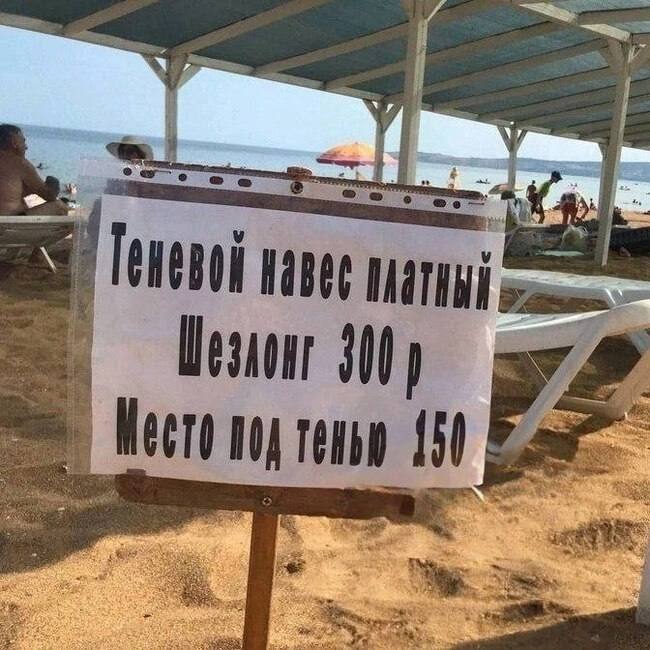 Теневой навес платный
Шезлонг 300 р
Место под тенью 150